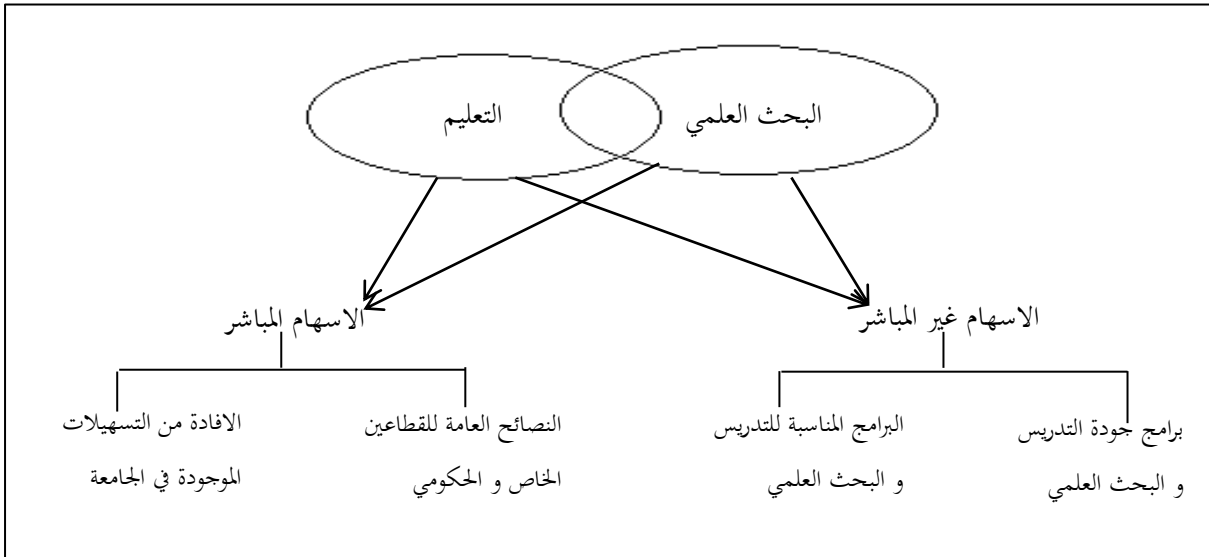 البحث العلمي
التعليم
الاسهام غير المباشر
الاسهام المباشر
برامج جودة التدريس
و البحث العلمي
البرامج المناسبة للتدريس
و البحث العلمي
النصائح العامة للقطاعين
الخاص و الحكومي
الافادة من التسهيلات
الموجودة في الجامعة